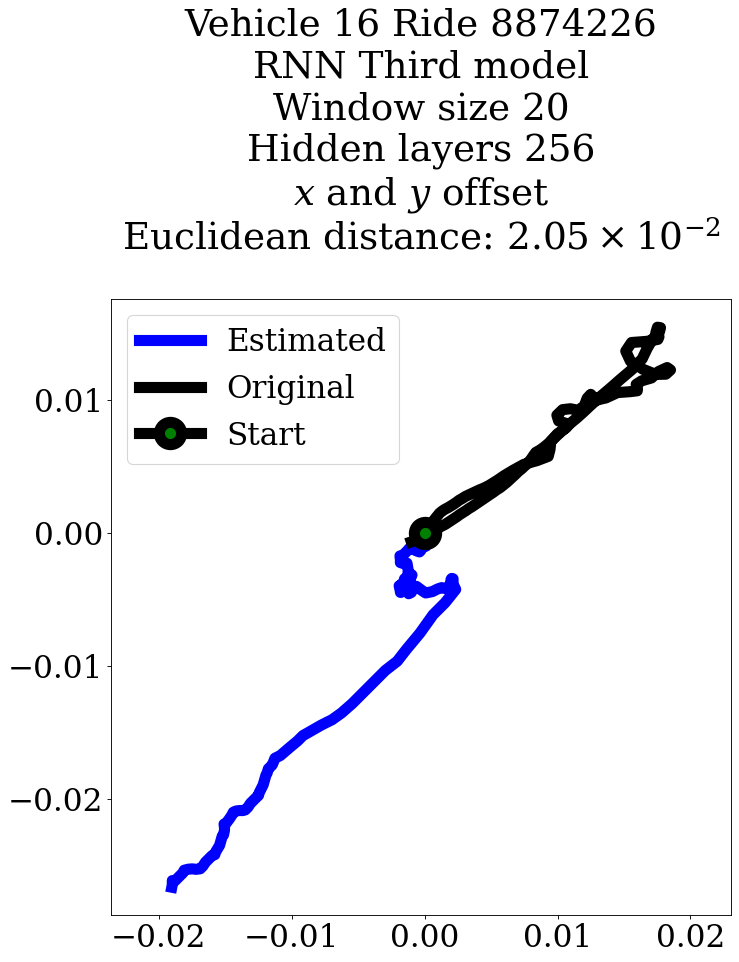 Vehicle 16 Ride 8874226
RNN Third model
Window size 20
Hidden layers 256
x and y offset
Euclidean distance: 2.05 × 10⁻²
Estimated
Original
Start
0.01
0.00
−0.01
−0.02
−0.02 −0.01 0.00 0.01 0.02